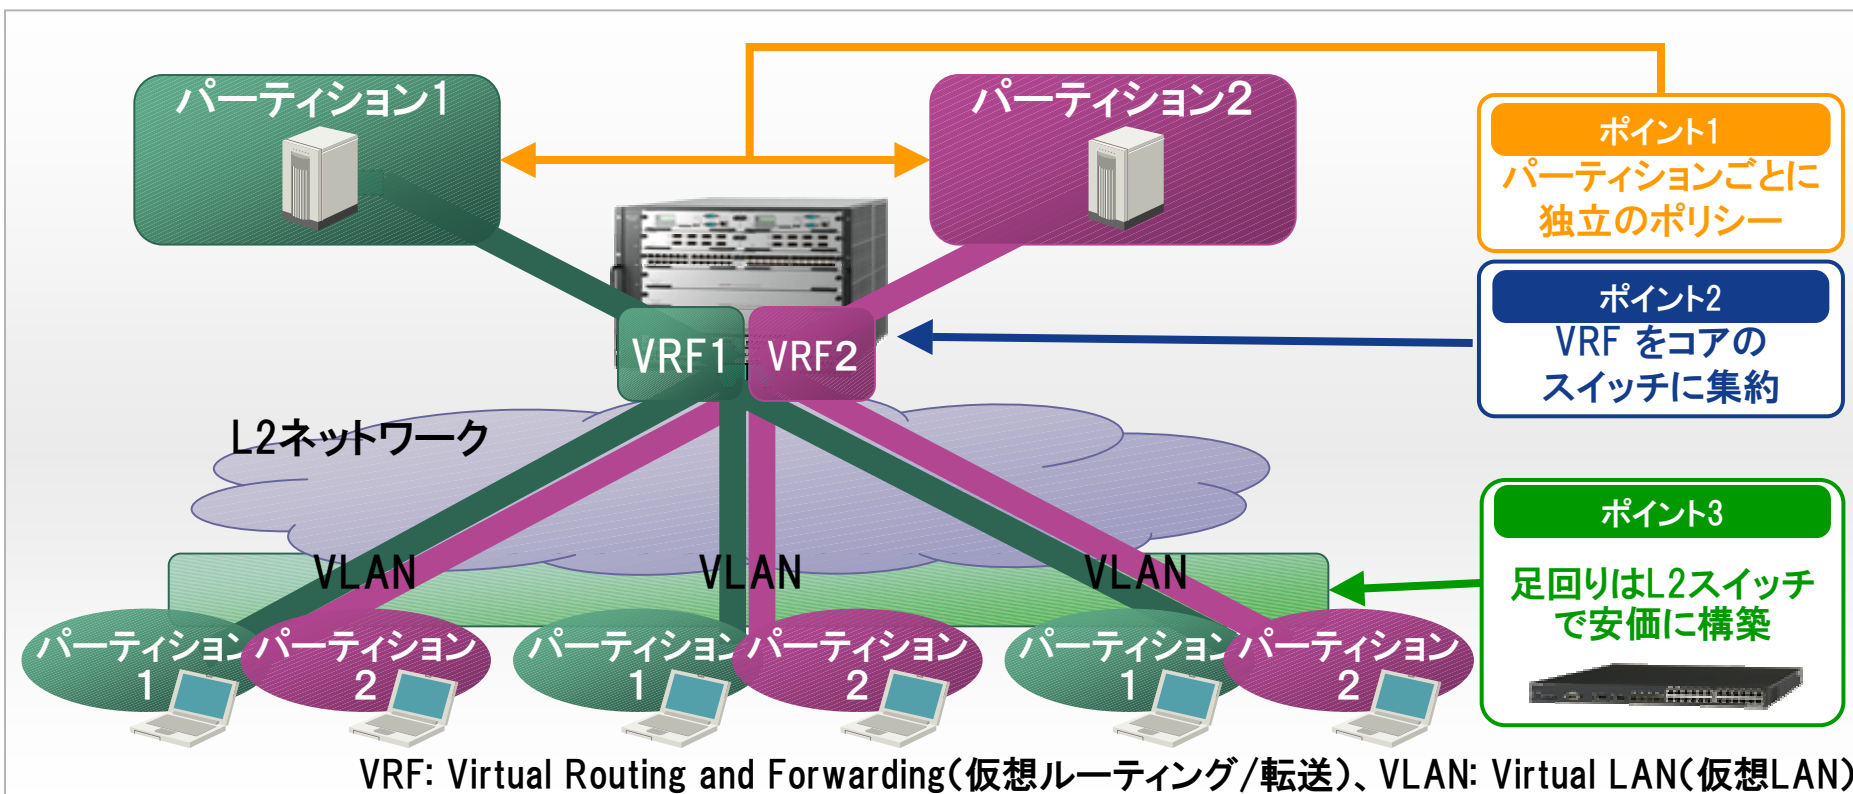 パーティション1
パーティション2
ポイント1
パーティションごとに
独立のポリシー
ポイント2
VRF をコアの
スイッチに集約
VRF1
VRF2
L2ネットワーク
ポイント3
足回りはL2スイッチ
で安価に構築
VLAN
VLAN
VLAN
パーティション
1
パーティション
2
パーティション
1
パーティション
2
パーティション
1
パーティション
2
VRF: Virtual Routing and Forwarding(仮想ルーティング/転送)、VLAN: Virtual LAN(仮想LAN)